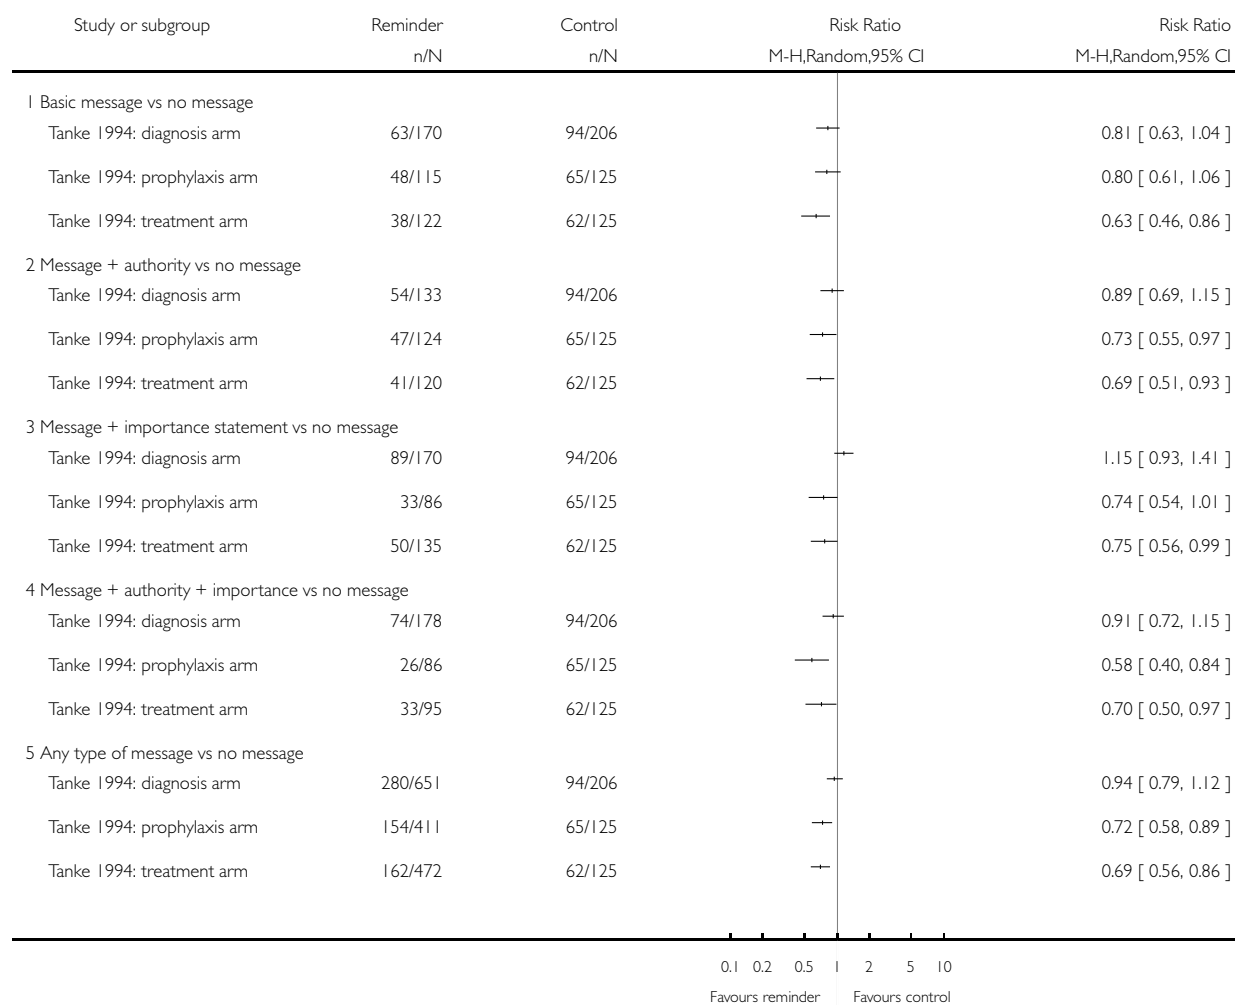 Study or subgroup Reminder Control Risk Ratio Risk Ratio
n/N n/N M-H,Random,95% CI M-H,Random,95% CI
1 Basic message vs no message
Tanke 1994: diagnosis arm 63/170 94/206 0.81 [ 0.63, 1.04 ]
Tanke 1994: prophylaxis arm 48/115 65/125 0.80 [ 0.61, 1.06 ]
Tanke 1994: treatment arm 38/122 62/125 0.63 [ 0.46, 0.86 ]
2 Message + authority vs no message
Tanke 1994: diagnosis arm 54/133 94/206 0.89 [ 0.69, 1.15 ]
Tanke 1994: prophylaxis arm 47/124 65/125 0.73 [ 0.55, 0.97 ]
Tanke 1994: treatment arm 41/120 62/125 0.69 [ 0.51, 0.93 ]
3 Message + importance statement vs no message
Tanke 1994: diagnosis arm 89/170 94/206 1.15 [ 0.93, 1.41 ]
Tanke 1994: prophylaxis arm 33/86 65/125 0.74 [ 0.54, 1.01 ]
Tanke 1994: treatment arm 50/135 62/125 0.75 [ 0.56, 0.99 ]
4 Message + authority + importance vs no message
Tanke 1994: diagnosis arm 74/178 94/206 0.91 [ 0.72, 1.15 ]
Tanke 1994: prophylaxis arm 26/86 65/125 0.58 [ 0.40, 0.84 ]
Tanke 1994: treatment arm 33/95 62/125 0.70 [ 0.50, 0.97 ]
5 Any type of message vs no message
Tanke 1994: diagnosis arm 280/651 94/206 0.94 [ 0.79, 1.12 ]
Tanke 1994: prophylaxis arm 154/411 65/125 0.72 [ 0.58, 0.89 ]
Tanke 1994: treatment arm 162/472 62/125 0.69 [ 0.56, 0.86 ]
0.1 0.2 0.5 1 2 5 10
Favours reminder Favours control